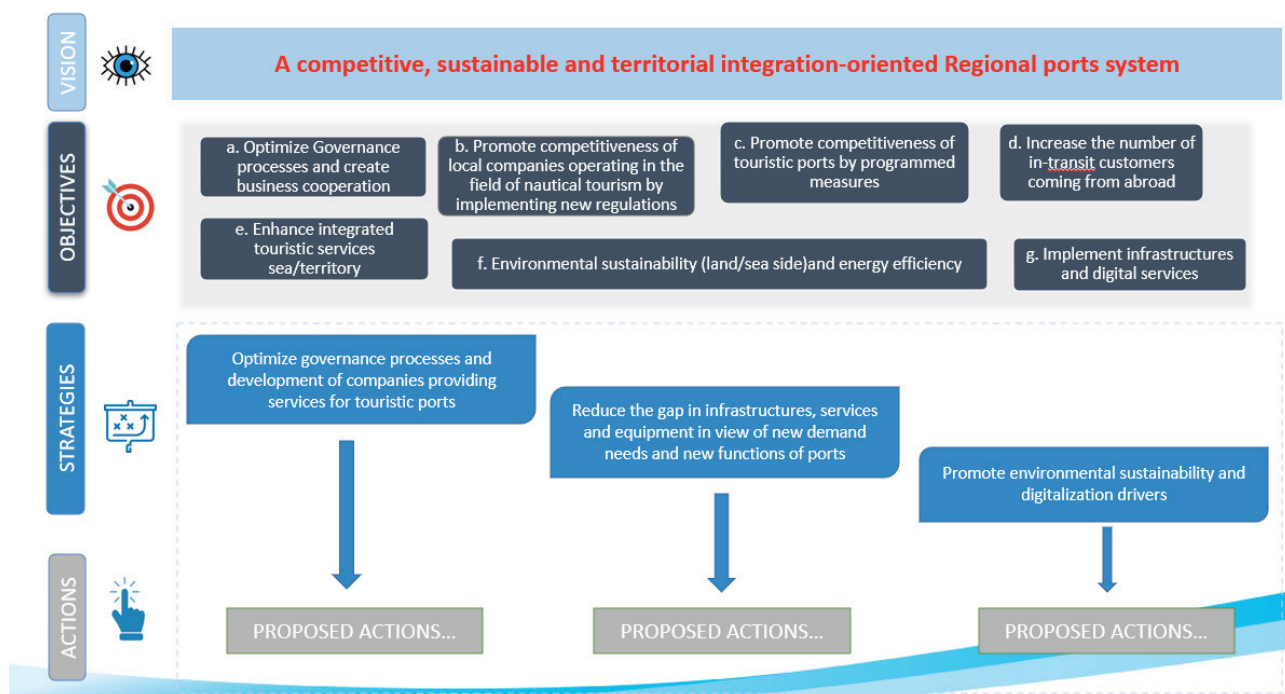 VISION
A competitive, sustainable and territorial integration-oriented Regional ports system
OBJECTIVES
a. Optimize Governance
processes and create
business cooperation
b. Promote competitiveness of
local companies operating in the
field of nautical tourism by
implementing new regulations
c. Promote competitiveness of
touristic ports by programmed
measures
d. Increase the number of
in-transit customers
coming from abroad
e. Enhance integrated
touristic services
sea/territory
f. Environmental sustainability (land/sea side)and energy efficiency
g. Implement infrastructures
and digital services
STRATEGIES
Optimize governance processes and
development of companies providing
services for touristic ports
Reduce the gap in infrastructures, services
and equipment in view of new demand
needs and new functions of ports
Promote environmental sustainability and
digitalization drivers
ACTIONS
PROPOSED ACTIONS...
PROPOSED ACTIONS...
PROPOSED ACTIONS...